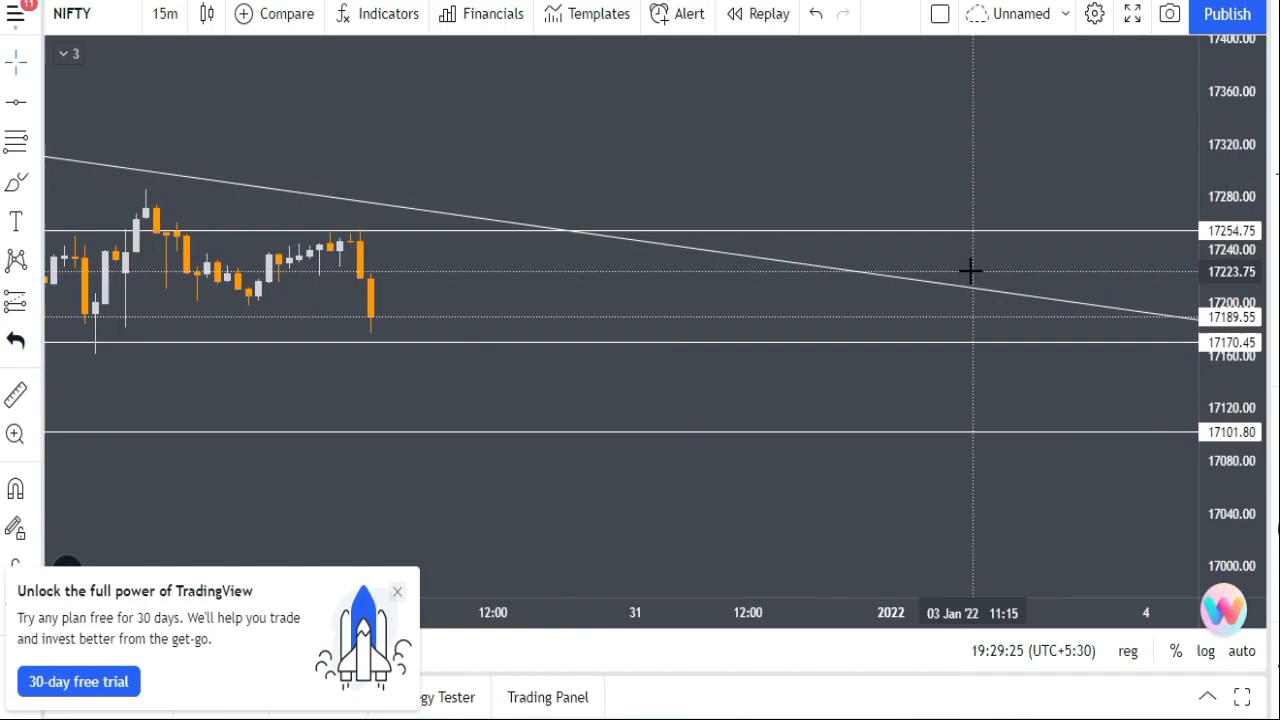 11
NIFTY 15m Compare Indicators Financials Templates Alert Replay Unnamed Publish
3
17400.00
17360.00
17320.00
17280.00
17254.75
17240.00
17223.75
17200.00
17189.55
17170.45
17160.00
17120.00
17101.80
17080.00
17040.00
17000.00
12:00 31 12:00 2022 03 Jan '22 11:15 4
Unlock the full power of TradingView
Try any plan free for 30 days. We'll help you trade
and invest better from the get-go.
30-day free trial
19:29:25 (UTC+5:30) reg % log auto
gy Tester Trading Panel